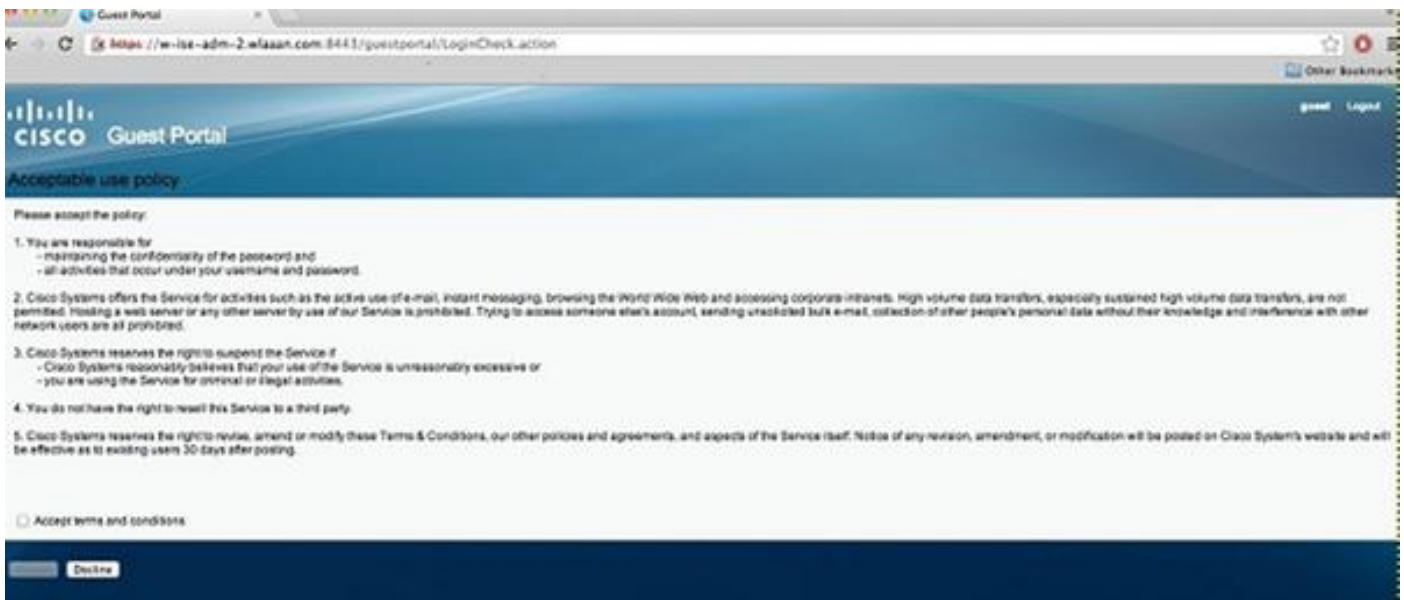 Guest Portal
https://w-ise-adm-2.wlaaan.com:8443/guestportal/LoginCheck.action
Other Bookmarks
CISCO Guest Portal
guest Logout
Acceptable use policy
Please accept the policy:
1. You are responsible for
- maintaining the confidentiality of the password and
- all activities that occur under your username and password.
2. Cisco Systems offers the Service for activities such as the active use of e-mail, instant messaging, browsing the World Wide Web and accessing corporate intranets. High volume data transfers, especially sustained high volume data transfers, are not
permitted. Hosting a web server or any other server by use of our Service is prohibited. Trying to access someone else's account, sending unsolicited bulk e-mail, collection of other people's personal data without their knowledge and interference with other
network users are all prohibited.
3. Cisco Systems reserves the right to suspend the Service if
- Cisco Systems reasonably believes that your use of the Service is unreasonably excessive or
- you are using the Service for criminal or illegal activities.
4. You do not have the right to resell this Service to a third party.
5. Cisco Systems reserves the right to revise, amend or modify these Terms & Conditions, our other policies and agreements, and aspects of the Service itself. Notice of any revision, amendment, or modification will be posted on Cisco System's website and will
be effective as to existing users 30 days after posting.
Accept terms and conditions
Decline